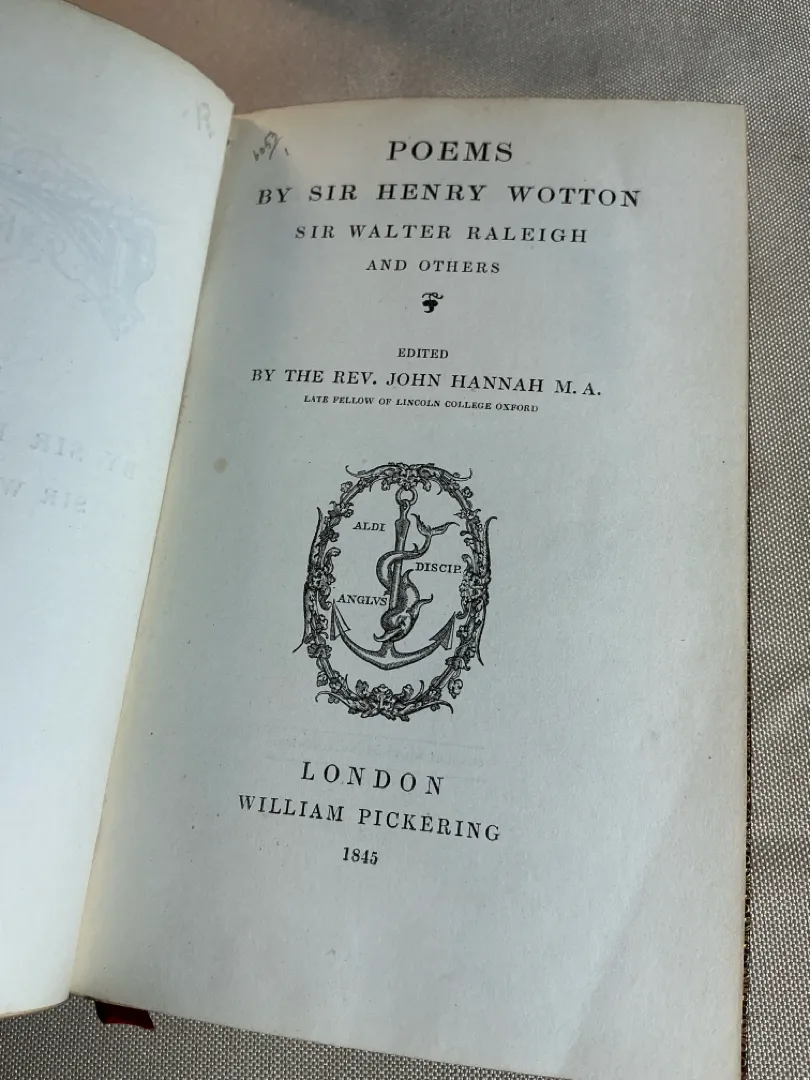 POEMS
BY SIR HENRY WOTTON
SIR WALTER RALEIGH
AND OTHERS
EDITED
BY THE REV. JOHN HANNAH M. A.
LATE FELLOW OF LINCOLN COLLEGE OXFORD
ALDI
DISCIP.
ANGLVS
LONDON
WILLIAM PICKERING
1845